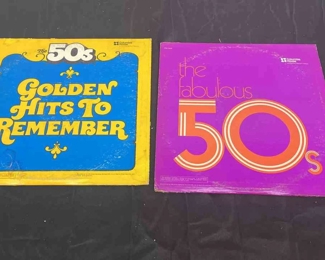 The
50s
GOLDEN
HITS TO
REMEMBER
the
fabulous
50s